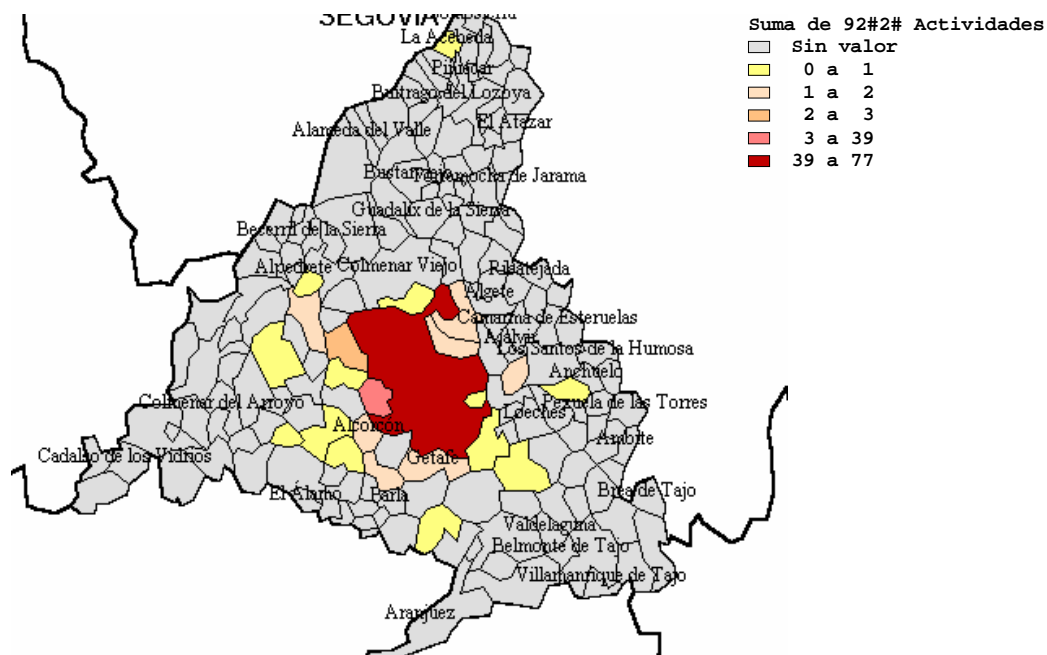 SEGOVIA
La Acebeda
Piñuécar
Buitrago del Lozoya
El Atazar
Alameda del Valle
Bustarviejo
Torremocha de Jarama
Guadalix de la Sierra
Becerril de la Sierra
Alpedrete
Colmenar Viejo
Ribatejada
Algete
Camarma de Esteruelas
Ajalvir
Los Santos de la Humosa
Anchuelo
Colmenar del Arroyo
Pezuela de las Torres
Loeches
Alcorcón
Ambite
Cadalso de los Vidrios
Getafe
El Álamo
Parla
Brea de Tajo
Valdelaguna
Belmonte de Tajo
Villamanrique de Tajo
Aranjuez
Suma de 92#2# Actividades
Sin valor
0 a 1
1 a 2
2 a 3
3 a 39
39 a 77